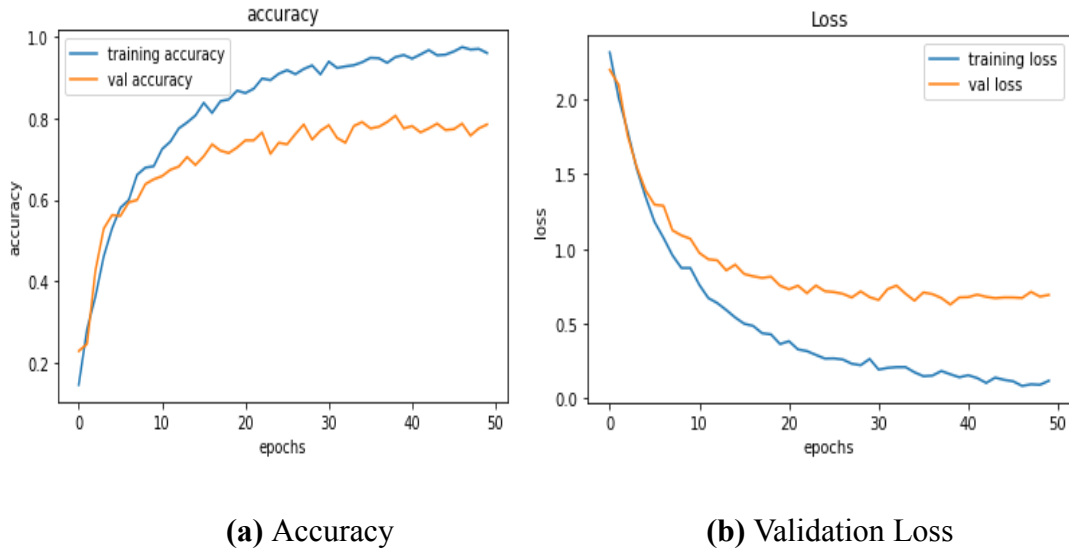 accuracy
1.0
0.8
0.6
0.4
0.2
accuracy
training accuracy
val accuracy
0 10 20 30 40 50
epochs
Loss
2.0
1.5
1.0
0.5
0.0
loss
training loss
val loss
0 10 20 30 40 50
epochs
(a) Accuracy
(b) Validation Loss